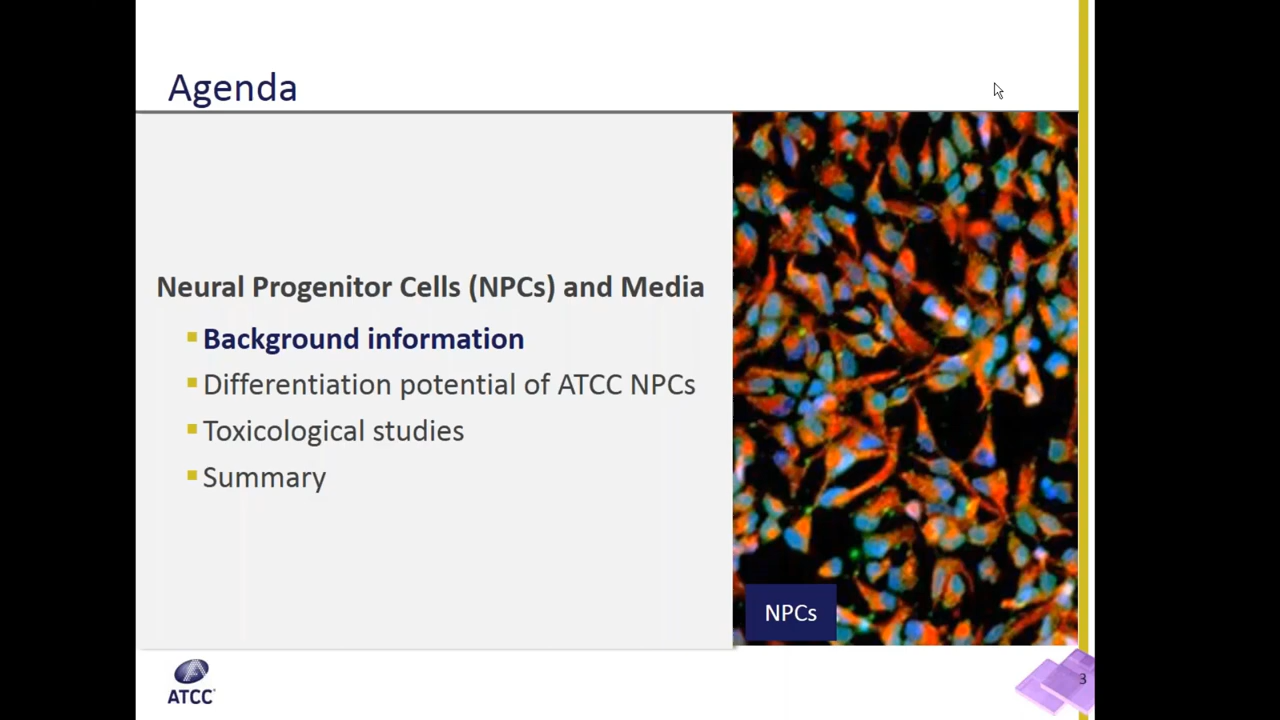 Agenda
Neural Progenitor Cells (NPCs) and Media
Background information
Differentiation potential of ATCC NPCs
Toxicological studies
Summary
NPCs
ATCC
3